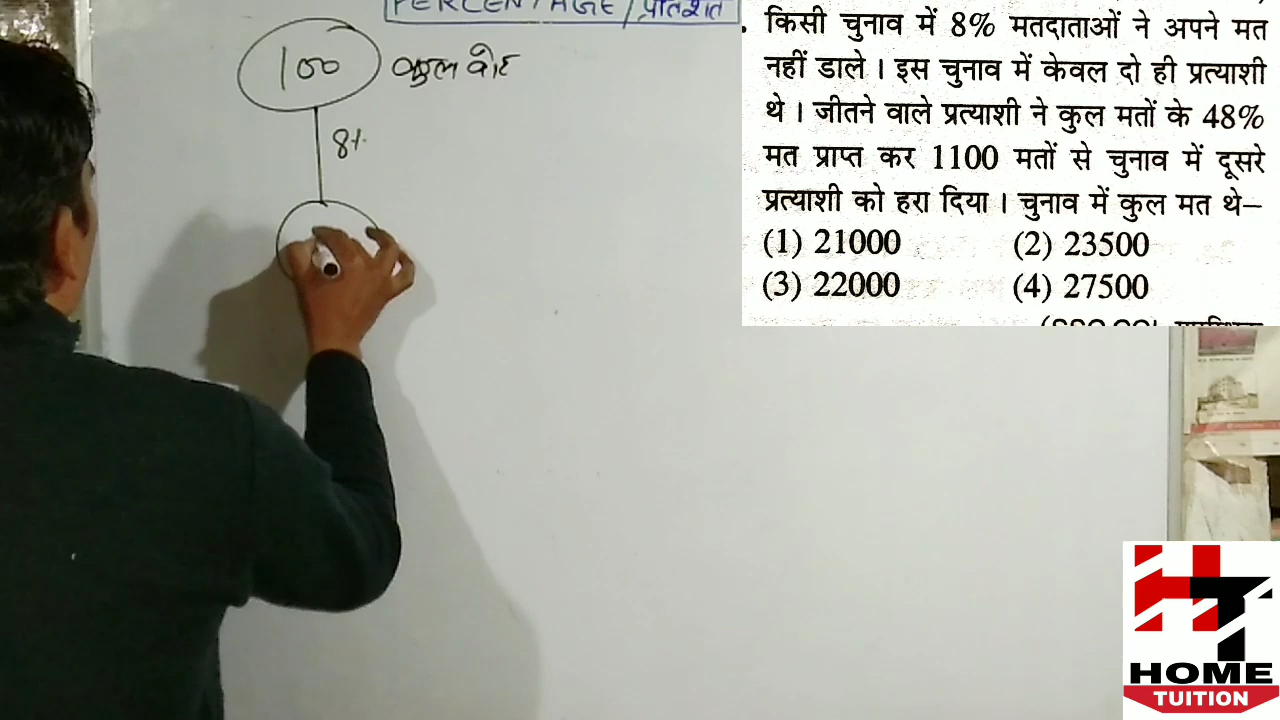 PERCENTAGE/प्रतिशत
100 कुल वोट
8%
किसी चुनाव में 8% मतदाताओं ने अपने मत
नहीं डाले । इस चुनाव में केवल दो ही प्रत्याशी
थे । जीतने वाले प्रत्याशी ने कुल मतों के 48%
मत प्राप्त कर 1100 मतों से चुनाव में दूसरे
प्रत्याशी को हरा दिया । चुनाव में कुल मत थे–
(1) 21000 (2) 23500
(3) 22000 (4) 27500
HT
HOME
TUITION